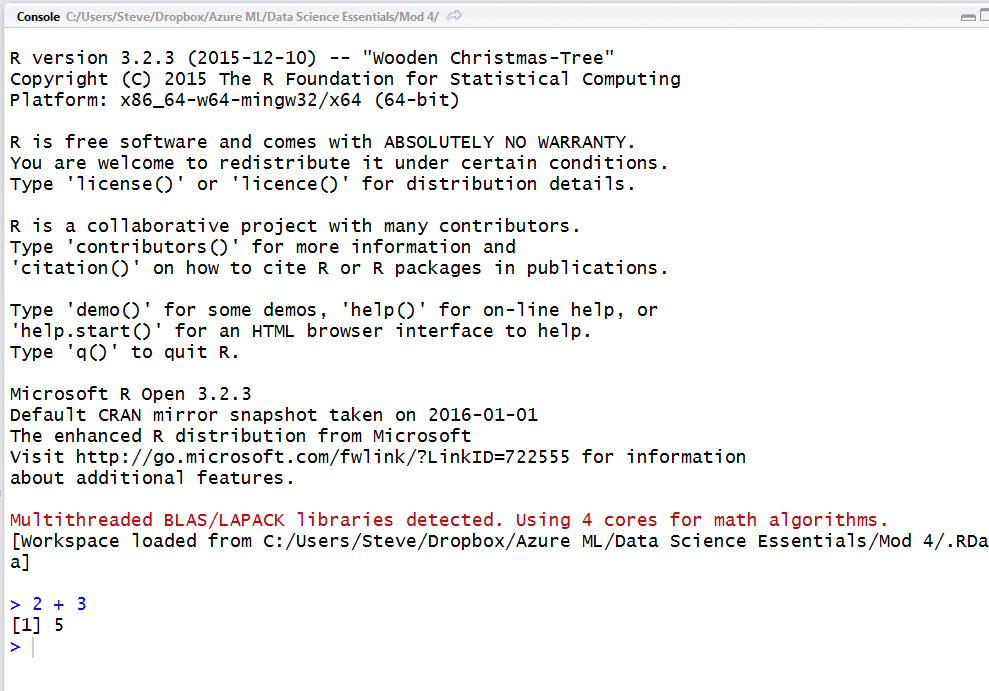 Console C:/Users/Steve/Dropbox/Azure ML/Data Science Essentials/Mod 4/
R version 3.2.3 (2015-12-10) -- "Wooden Christmas-Tree"
Copyright (C) 2015 The R Foundation for Statistical Computing
Platform: x86_64-w64-mingw32/x64 (64-bit)
R is free software and comes with ABSOLUTELY NO WARRANTY.
You are welcome to redistribute it under certain conditions.
Type 'license()' or 'licence()' for distribution details.
R is a collaborative project with many contributors.
Type 'contributors()' for more information and
'citation()' on how to cite R or R packages in publications.
Type 'demo()' for some demos, 'help()' for on-line help, or
'help.start()' for an HTML browser interface to help.
Type 'q()' to quit R.
Microsoft R Open 3.2.3
Default CRAN mirror snapshot taken on 2016-01-01
The enhanced R distribution from Microsoft
Visit http://go.microsoft.com/fwlink/?LinkID=722555 for information
about additional features.
Multithreaded BLAS/LAPACK libraries detected. Using 4 cores for math algorithms.
[Workspace loaded from C:/Users/Steve/Dropbox/Azure ML/Data Science Essentials/Mod 4/.RDa
a]
> 2 + 3
[1] 5
>